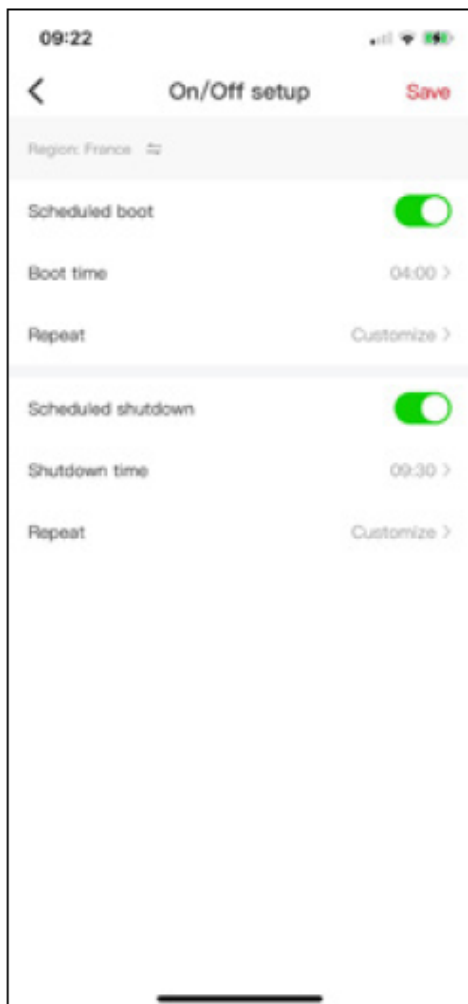 09:22
On/Off setup Save
Region: France
Scheduled boot
Boot time 04:00 >
Repeat Customize >
Scheduled shutdown
Shutdown time 09:30 >
Repeat Customize >